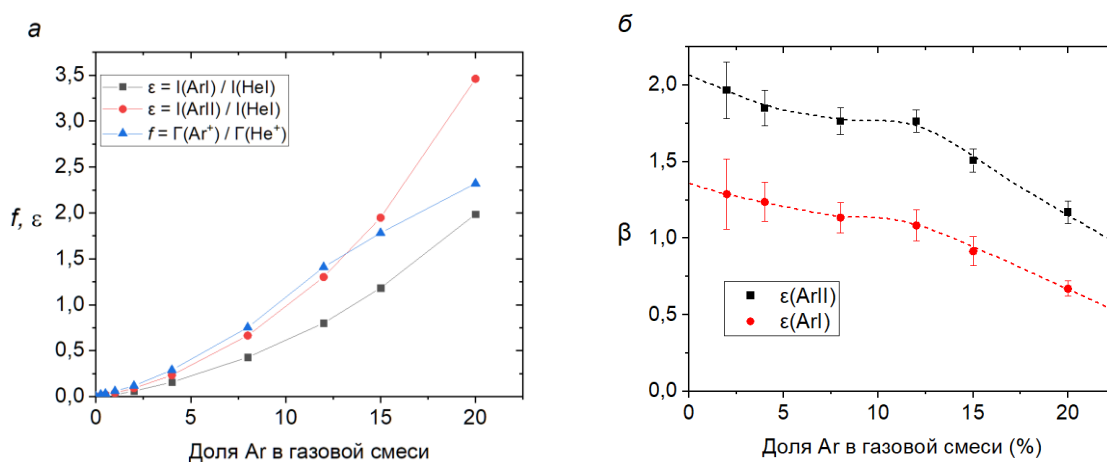 а
3,5
3,0
2,5
2,0
1,5
1,0
0,5
0,0
f, ε
ε = I(ArI) / I(HeI)
ε = I(ArII) / I(HeI)
f = Γ(Ar⁺) / Γ(He⁺)
0
5
10
15
20
Доля Ar в газовой смеси
б
2,0
1,5
1,0
0,5
0,0
β
ε(ArII)
ε(ArI)
0
5
10
15
20
Доля Ar в газовой смеси (%)